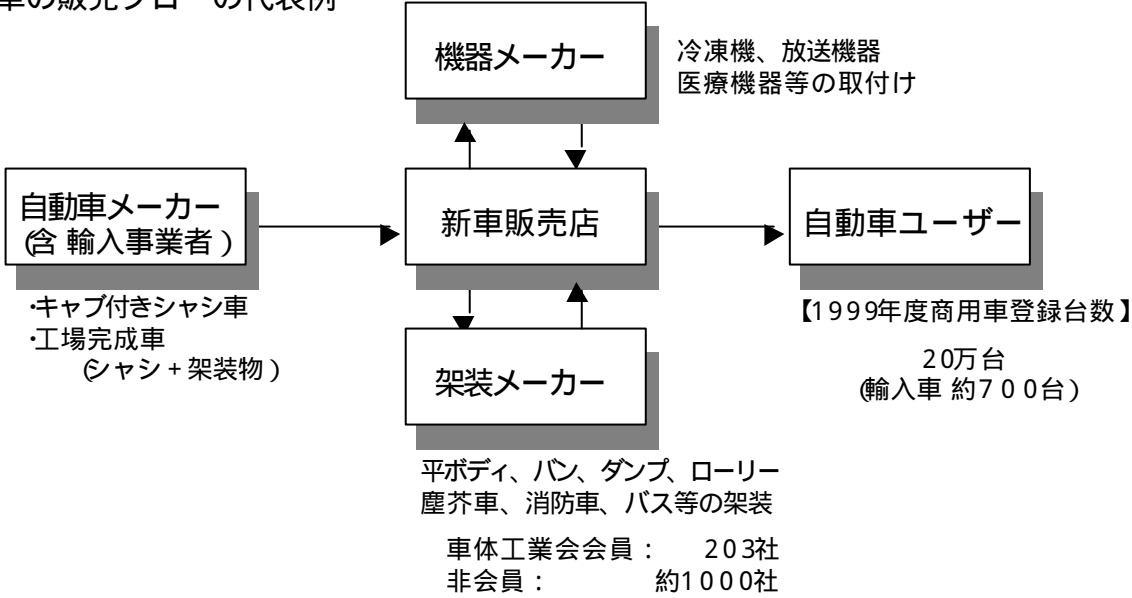 車の販売フローの代表例
機器メーカー
冷凍機、放送機器
医療機器等の取付け
自動車メーカー
(含 輸入事業者)
新車販売店
自動車ユーザー
・キャブ付きシャシ車
・工場完成車
(シャシ+架装物)
【1999年度商用車登録台数】
20万台
(輸入車 約700台)
架装メーカー
平ボディ、バン、ダンプ、ローリー
塵芥車、消防車、バス等の架装
車体工業会会員: 203社
非会員: 約1000社